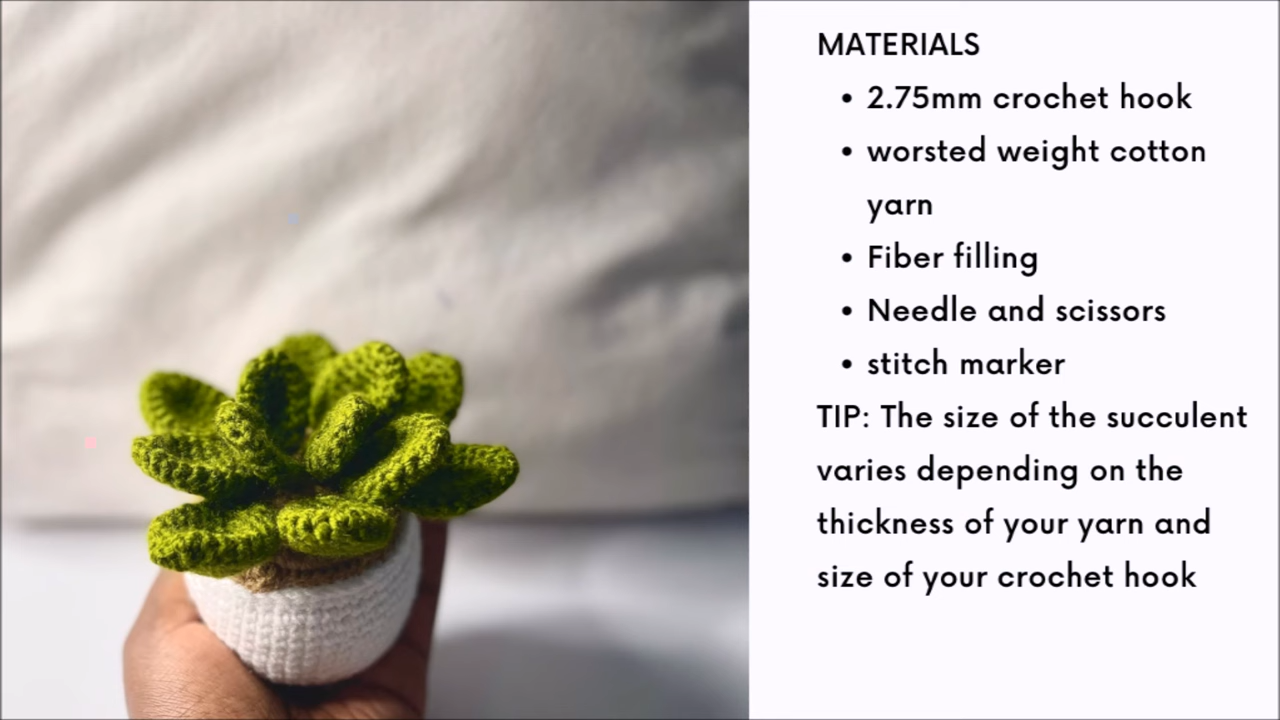 MATERIALS
• 2.75mm crochet hook
• worsted weight cotton
yarn
• Fiber filling
• Needle and scissors
• stitch marker
TIP: The size of the succulent
varies depending on the
thickness of your yarn and
size of your crochet hook